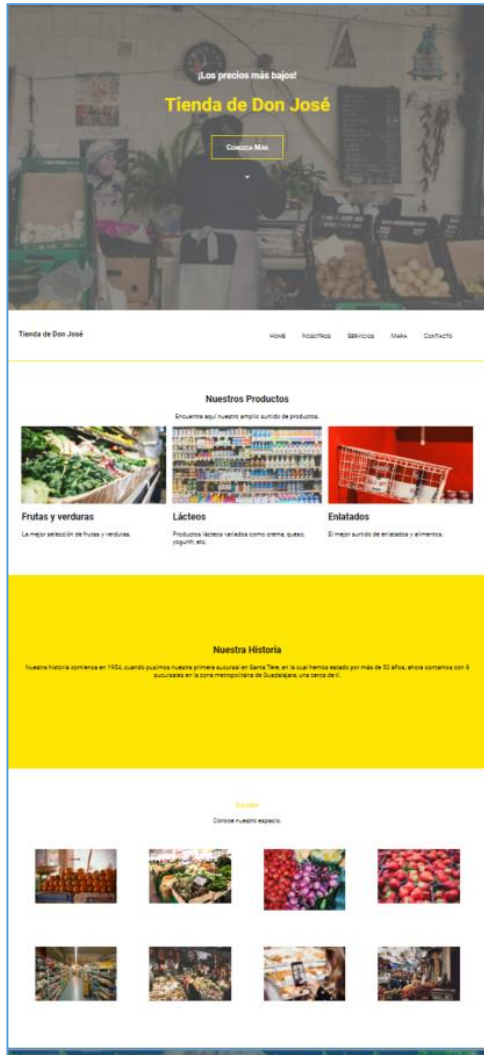 ¡Los precios más bajos!
Tienda de Don José
Conozca Más
Tienda de Don José
Home Nosotros Servicios Mapa Contacto
Nuestros Productos
Encuentra aquí nuestro amplio surtido de productos.
Frutas y verduras Lácteos Enlatados
La mejor selección de frutas y verduras. Productos lácteos variados como crema, queso, El mejor surtido de enlatados y alimentos.
yogurth, etc.
Nuestra Historia
Nuestra historia comienza en 1954, cuando pusimos nuestra primera sucursal en Santa Tere, en la cual hemos estado por más de 50 años, ahora contamos con 6
sucursales en la zona metropolitána de Guadalajara, una cerca de tí.
Conoce nuestro espacio.